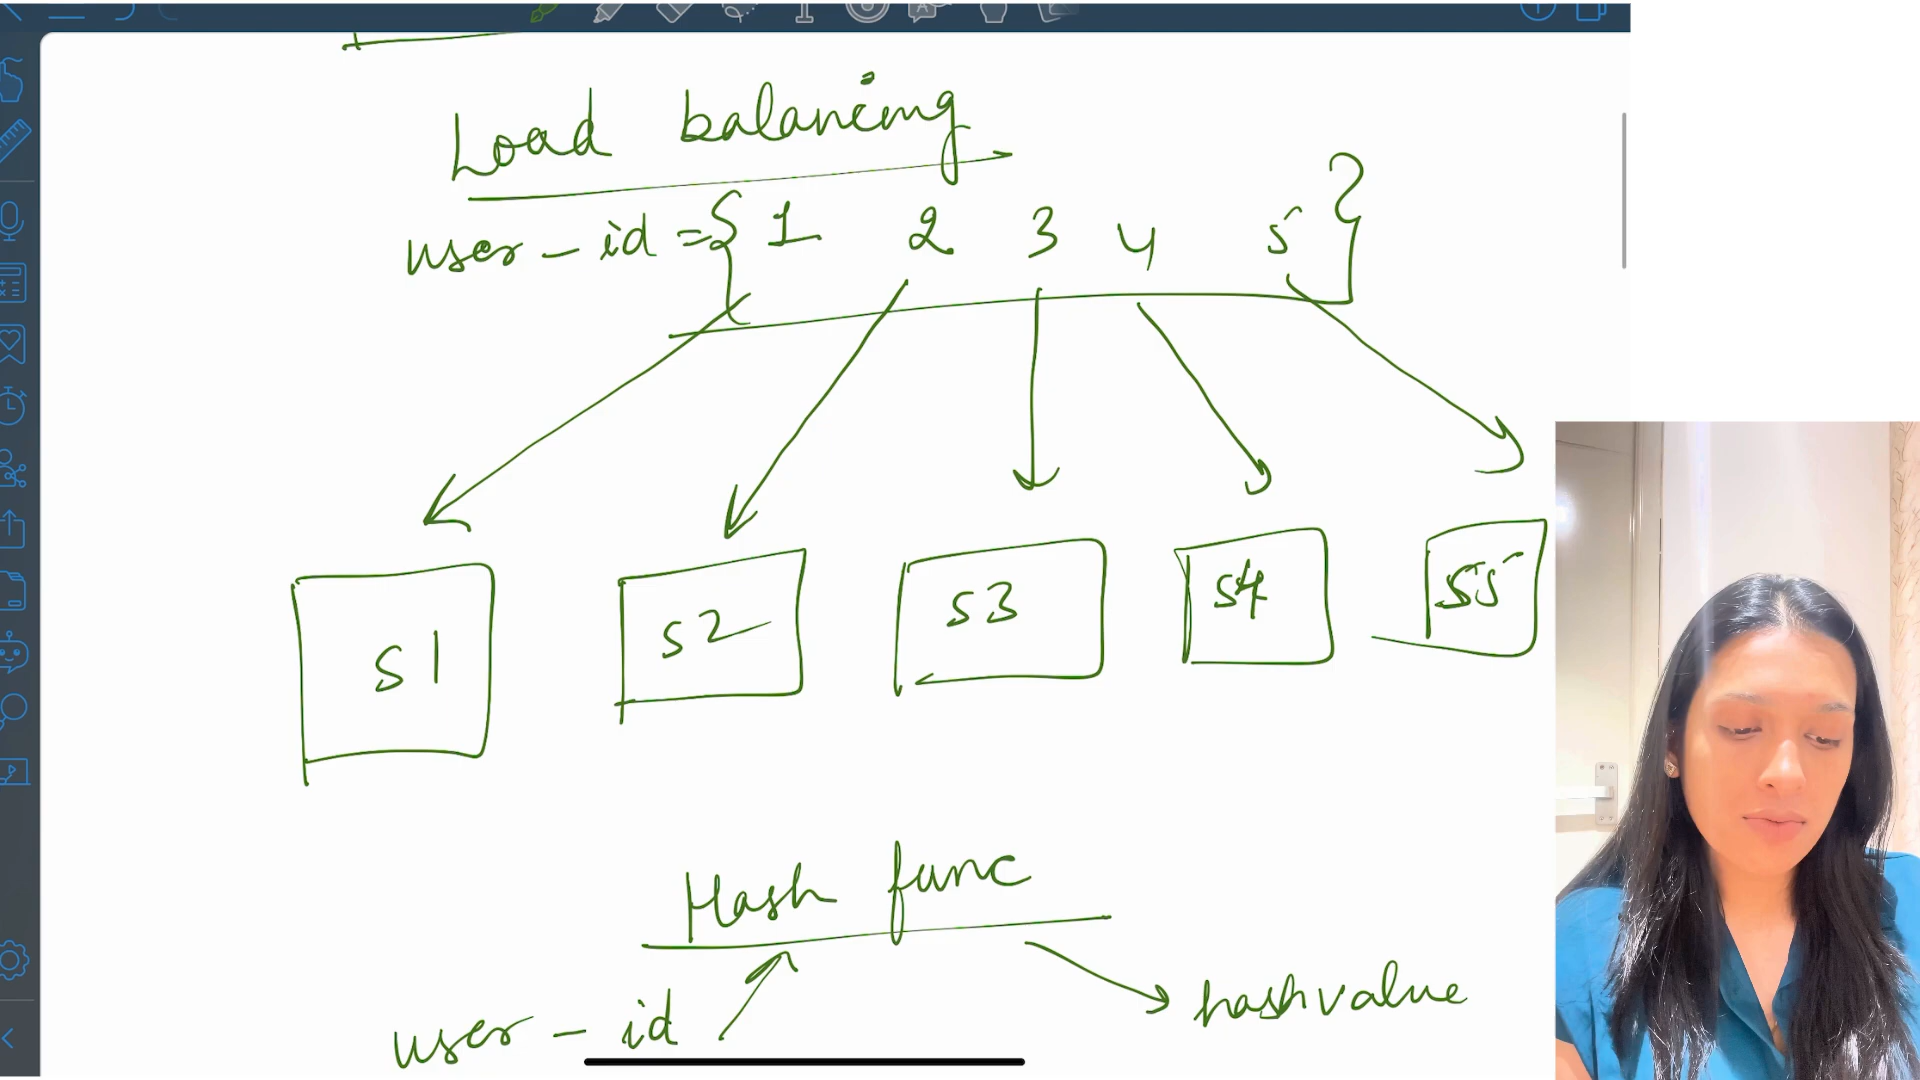 Load balancing
user-id = { 1 2 3 4 5 }
S1 S2 S3 S4 S5
Hash func
user-id hashvalue